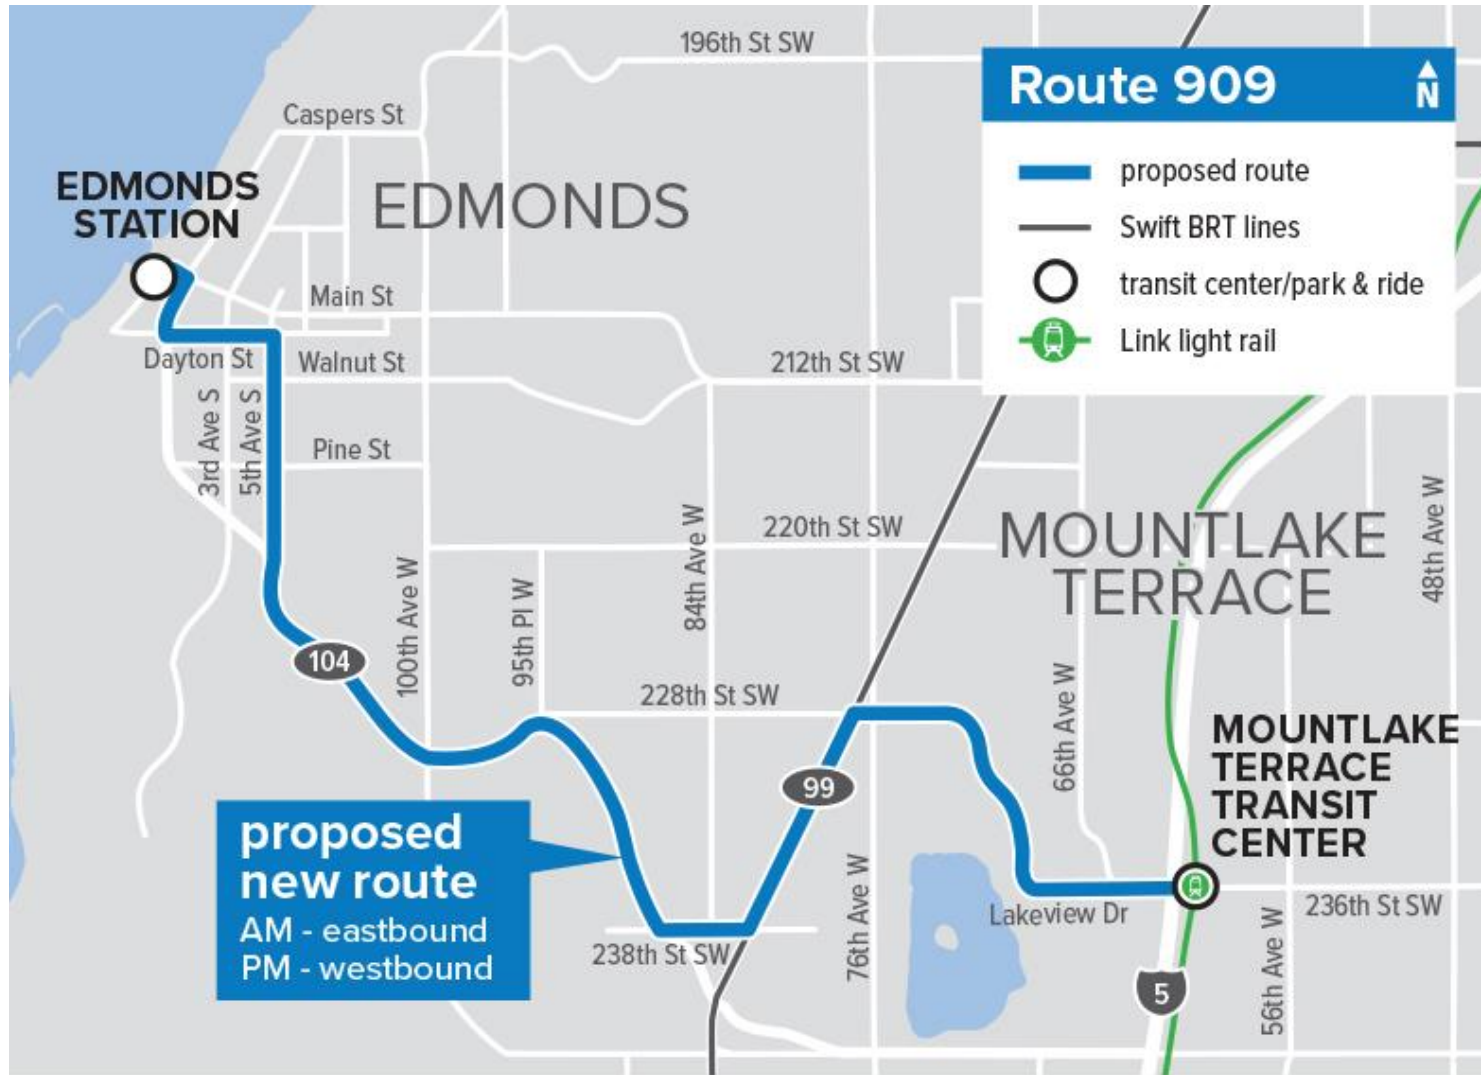 196th St SW
Route 909
N
proposed route
Swift BRT lines
transit center/park & ride
Link light rail
Caspers St
EDMONDS
STATION
EDMONDS
Main St
Dayton St
Walnut St
212th St SW
3rd Ave S
5th Ave S
Pine St
220th St SW
84th Ave W
MOUNTLAKE
TERRACE
48th Ave W
100th Ave W
95th Pl W
104
228th St SW
66th Ave W
99
MOUNTLAKE
TERRACE
TRANSIT
CENTER
proposed
new route
AM - eastbound
PM - westbound
238th St SW
76th Ave W
Lakeview Dr
236th St SW
56th Ave W
5